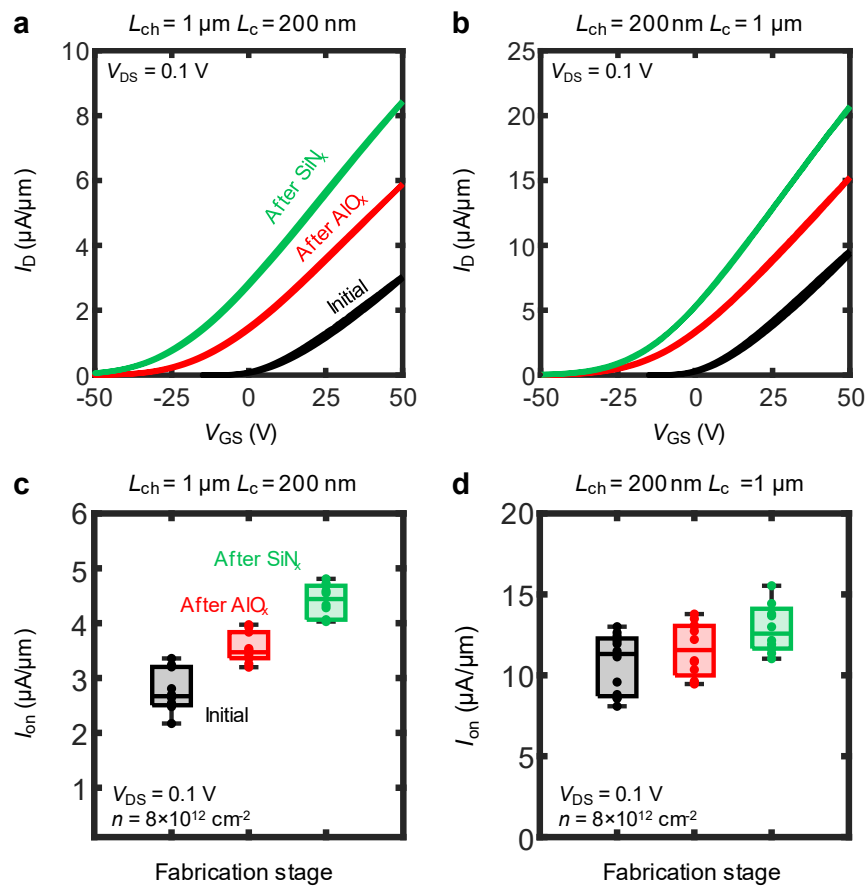 a
L_ch = 1 µm L_c = 200 nm
V_DS = 0.1 V
After SiN_x
After AlO_x
Initial
10
8
6
4
2
0
I_D (µA/µm)
-50 -25 0 25 50
V_GS (V)
b
L_ch = 200 nm L_c = 1 µm
V_DS = 0.1 V
25
20
15
10
5
0
I_D (µA/µm)
-50 -25 0 25 50
V_GS (V)
c
L_ch = 1 µm L_c = 200 nm
6
5
4
3
2
1
I_on (µA/µm)
After SiN_x
After AlO_x
Initial
V_DS = 0.1 V
n = 8×10^12 cm^-2
Fabrication stage
d
L_ch = 200 nm L_c =1 µm
20
15
10
5
0
I_on (µA/µm)
V_DS = 0.1 V
n = 8×10^12 cm^-2
Fabrication stage